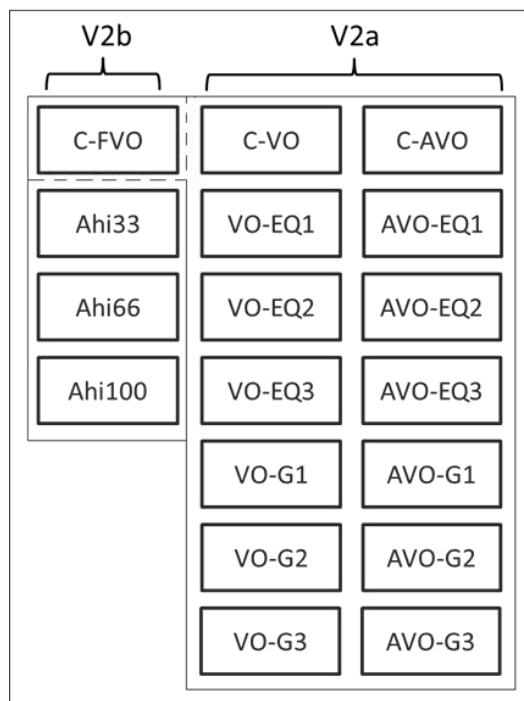 V2b V2a
C-FVO C-VO C-AVO
Ahi33 VO-EQ1 AVO-EQ1
Ahi66 VO-EQ2 AVO-EQ2
Ahi100 VO-EQ3 AVO-EQ3
VO-G1 AVO-G1
VO-G2 AVO-G2
VO-G3 AVO-G3